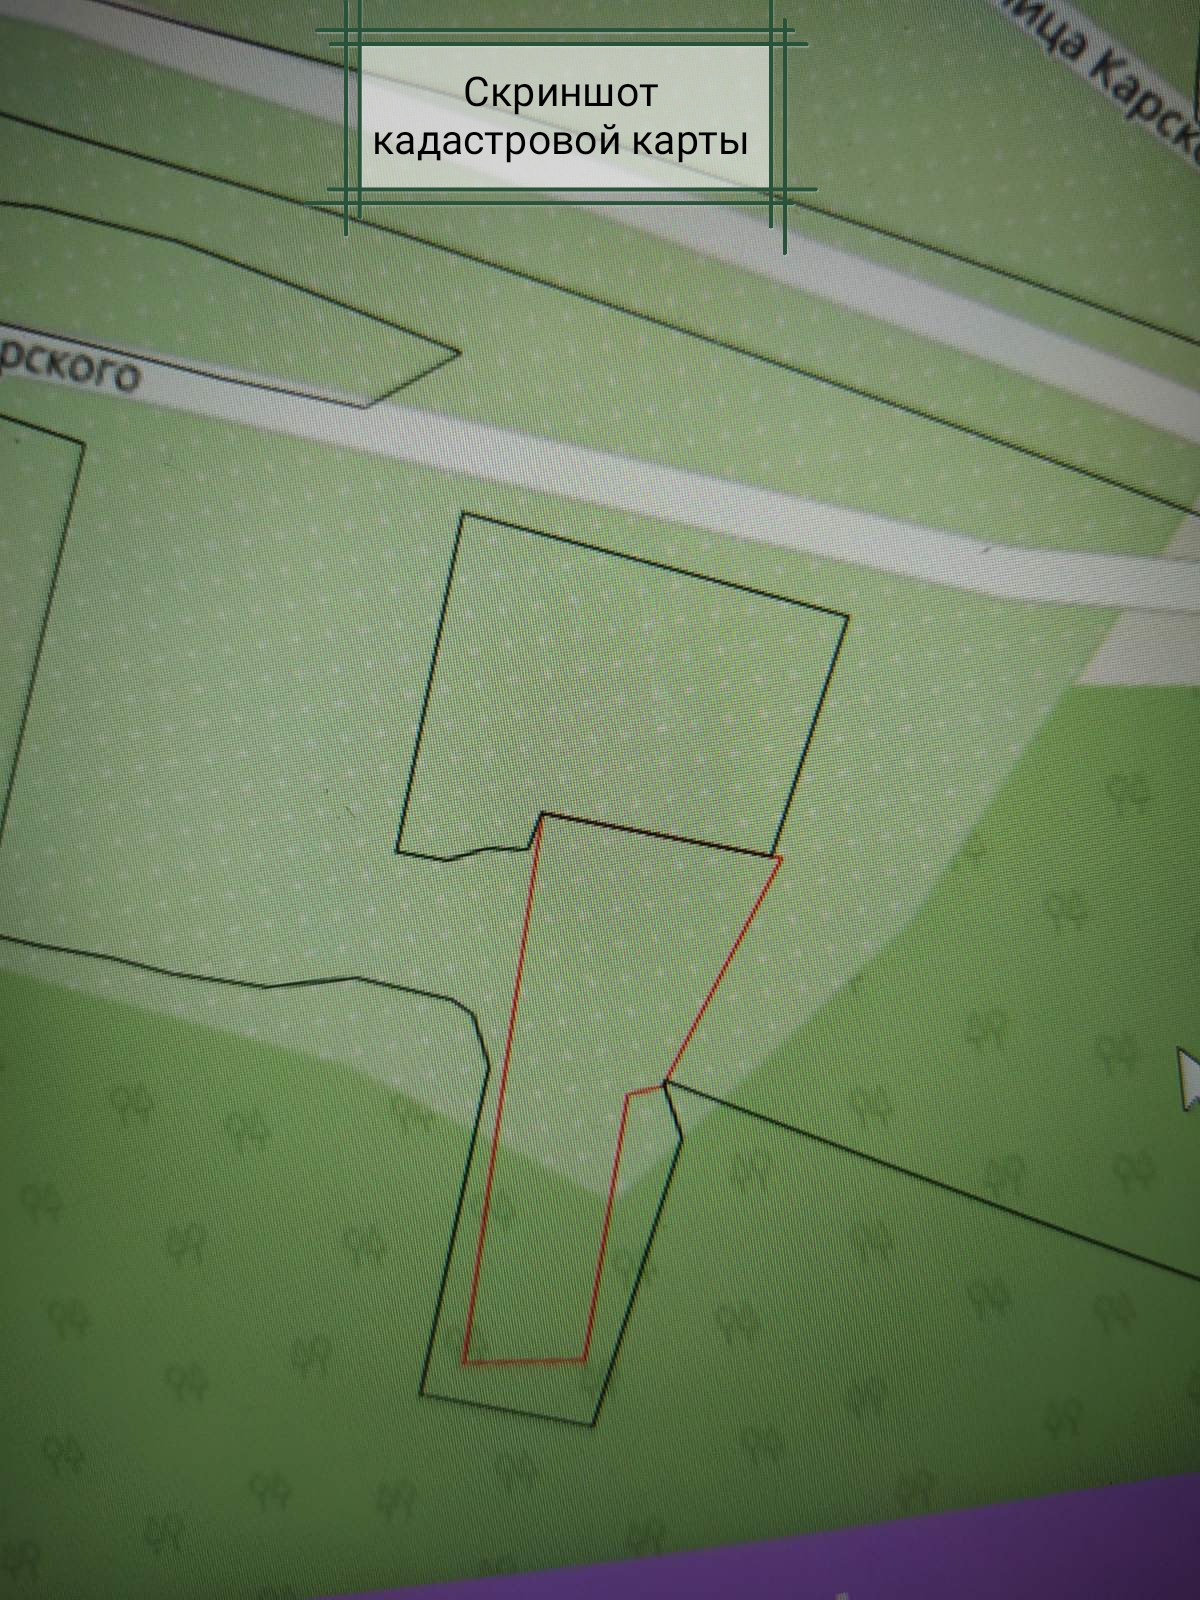 Скриншот
кадастровой карты
ица Карск
рского